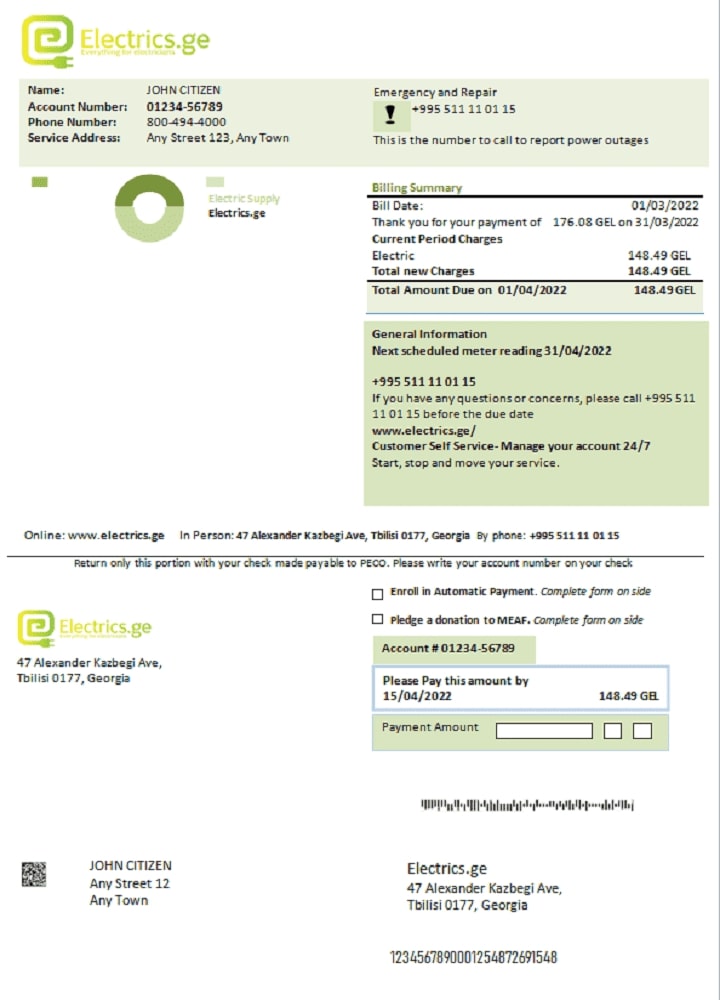 Electrics.ge
Everything for electricians
Name: JOHN CITIZEN
Account Number: 01234-56789
Phone Number: 800-494-4000
Service Address: Any Street 123, Any Town
Emergency and Repair
! +995 511 11 01 15
This is the number to call to report power outages
Electric Supply
Electrics.ge
Billing Summary
Bill Date: 01/03/2022
Thank you for your payment of 176.08 GEL on 31/03/2022
Current Period Charges
Electric 148.49 GEL
Total new Charges 148.49 GEL
Total Amount Due on 01/04/2022 148.49 GEL
General Information
Next scheduled meter reading 31/04/2022
+995 511 11 01 15
If you have any questions or concerns, please call +995 511
11 01 15 before the due date
www.electrics.ge/
Customer Self Service- Manage your account 24/7
Start, stop and move your service.
Online: www.electrics.ge In Person: 47 Alexander Kazbegi Ave, Tbilisi 0177, Georgia By phone: +995 511 11 01 15
Return only this portion with your check made payable to PECO. Please write your account number on your check
Enroll in Automatic Payment. Complete form on side
Pledge a donation to MEAF. Complete form on side
Electrics.ge
Everything for electricians
47 Alexander Kazbegi Ave,
Tbilisi 0177, Georgia
Account # 01234-56789
Please Pay this amount by
15/04/2022 148.49 GEL
Payment Amount
JOHN CITIZEN
Any Street 12
Any Town
Electrics.ge
47 Alexander Kazbegi Ave,
Tbilisi 0177, Georgia
1234567890001254872691548